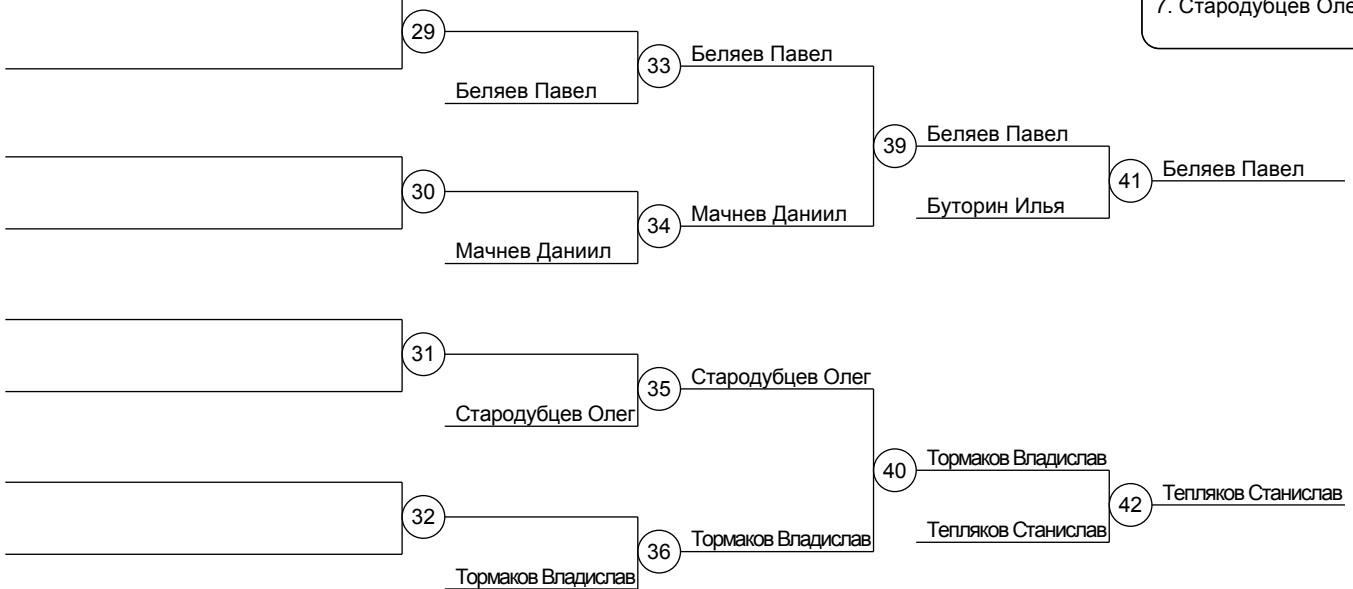 7. Стародубцев Оле
29
33
Беляев Павел
Беляев Павел
39
Беляев Павел
41
Беляев Павел
30
34
Мачнев Даниил
Буторин Илья
Мачнев Даниил
31
35
Стародубцев Олег
Стародубцев Олег
40
Тормаков Владислав
42
Тепляков Станислав
32
36
Тормаков Владислав
Тепляков Станислав
Тормаков Владислав